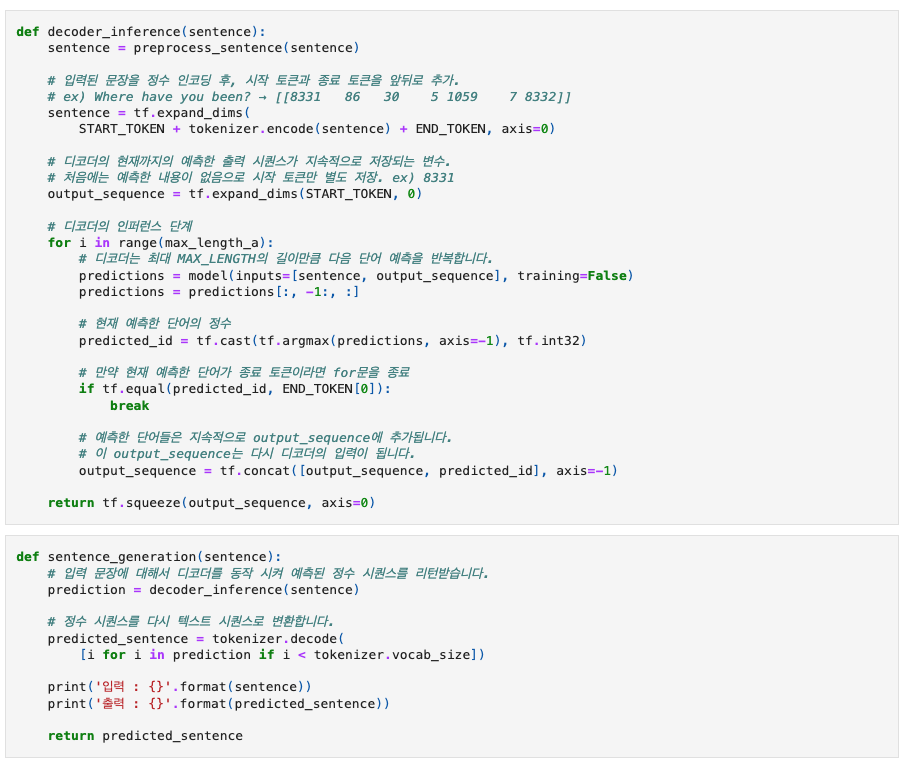 def decoder_inference(sentence):
    sentence = preprocess_sentence(sentence)

    # 입력된 문장을 정수 인코딩 후, 시작 토큰과 종료 토큰을 앞뒤로 추가.
    # ex) Where have you been? → [[8331   86   30    5 1059    7 8332]]
    sentence = tf.expand_dims(
        START_TOKEN + tokenizer.encode(sentence) + END_TOKEN, axis=0)

    # 디코더의 현재까지의 예측한 출력 시퀀스가 지속적으로 저장되는 변수.
    # 처음에는 예측한 내용이 없음으로 시작 토큰만 별도 저장. ex) 8331
    output_sequence = tf.expand_dims(START_TOKEN, 0)

    # 디코더의 인퍼런스 단계
    for i in range(max_length_a):
        # 디코더는 최대 MAX_LENGTH의 길이만큼 다음 단어 예측을 반복합니다.
        predictions = model(inputs=[sentence, output_sequence], training=False)
        predictions = predictions[:, -1:, :]

        # 현재 예측한 단어의 정수
        predicted_id = tf.cast(tf.argmax(predictions, axis=-1), tf.int32)

        # 만약 현재 예측한 단어가 종료 토큰이라면 for문을 종료
        if tf.equal(predicted_id, END_TOKEN[0]):
            break

        # 예측한 단어들은 지속적으로 output_sequence에 추가됩니다.
        # 이 output_sequence는 다시 디코더의 입력이 됩니다.
        output_sequence = tf.concat([output_sequence, predicted_id], axis=-1)

    return tf.squeeze(output_sequence, axis=0)

def sentence_generation(sentence):
    # 입력 문장에 대해서 디코더를 동작 시켜 예측된 정수 시퀀스를 리턴받습니다.
    prediction = decoder_inference(sentence)

    # 정수 시퀀스를 다시 텍스트 시퀀스로 변환합니다.
    predicted_sentence = tokenizer.decode(
        [i for i in prediction if i < tokenizer.vocab_size])

    print('입력 : {}'.format(sentence))
    print('출력 : {}'.format(predicted_sentence))

    return predicted_sentence